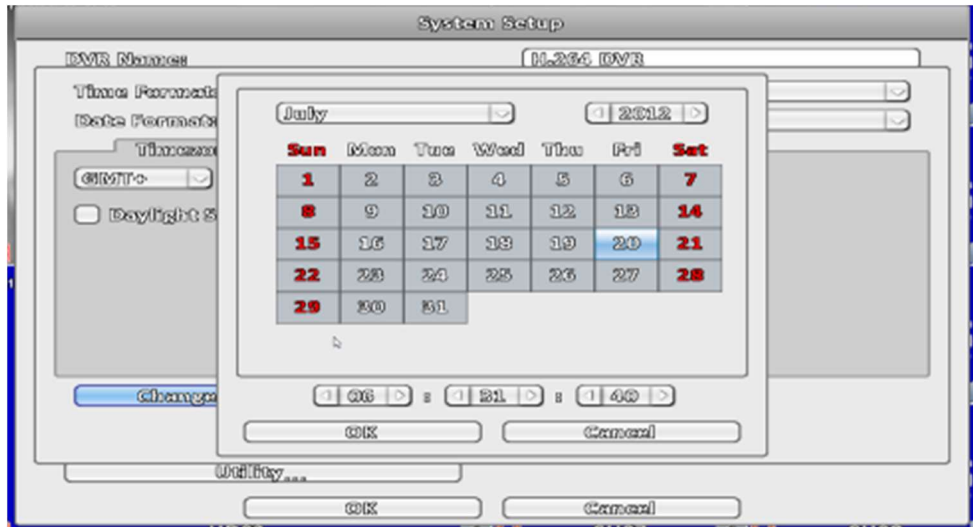 System Setup
DVR Name: H.264 DVR
Time Format:
Date Format:
July 2012
Timezon
Sun Mon Tue Wed Thu Fri Sat
GMT+
1 2 3 4 5 6 7
Daylight S
8 9 10 11 12 13 14
15 16 17 18 19 20 21
22 23 24 25 26 27 28
29 30 31
Change
: 31 : 40
OK Cancel
Utility...
OK Cancel